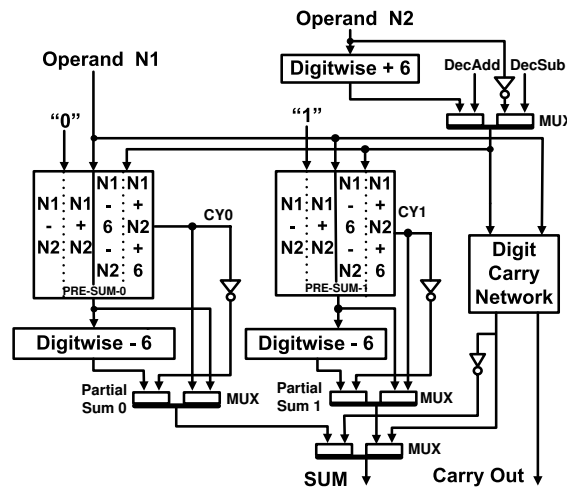 Operand N2
Operand N1
Digitwise + 6
DecAdd
DecSub
MUX
“0”
“1”
N1 - N2
N1 + N2
N1 - 6 - N2
N1 + N2 + 6
PRE-SUM-0
CY0
N1 - N2
N1 + N2
N1 - 6 - N2
N1 + N2 + 6
PRE-SUM-1
CY1
Digit
Carry
Network
Digitwise - 6
Digitwise - 6
Partial
Sum 0
MUX
Partial
Sum 1
MUX
MUX
SUM
Carry Out